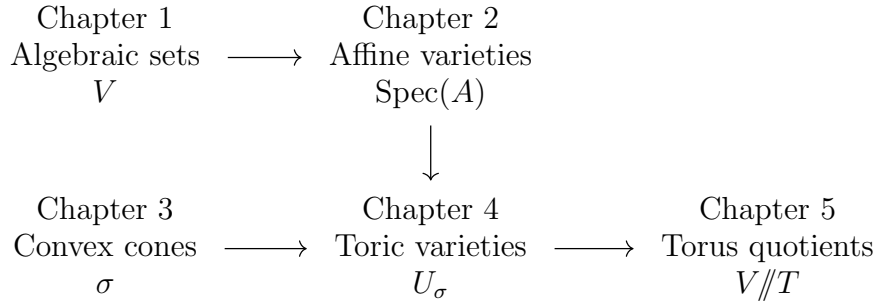 Chapter 1
Algebraic sets
V
Chapter 2
Affine varieties
Spec(A)
Chapter 3
Convex cones
σ
Chapter 4
Toric varieties
U_σ
Chapter 5
Torus quotients
V//T